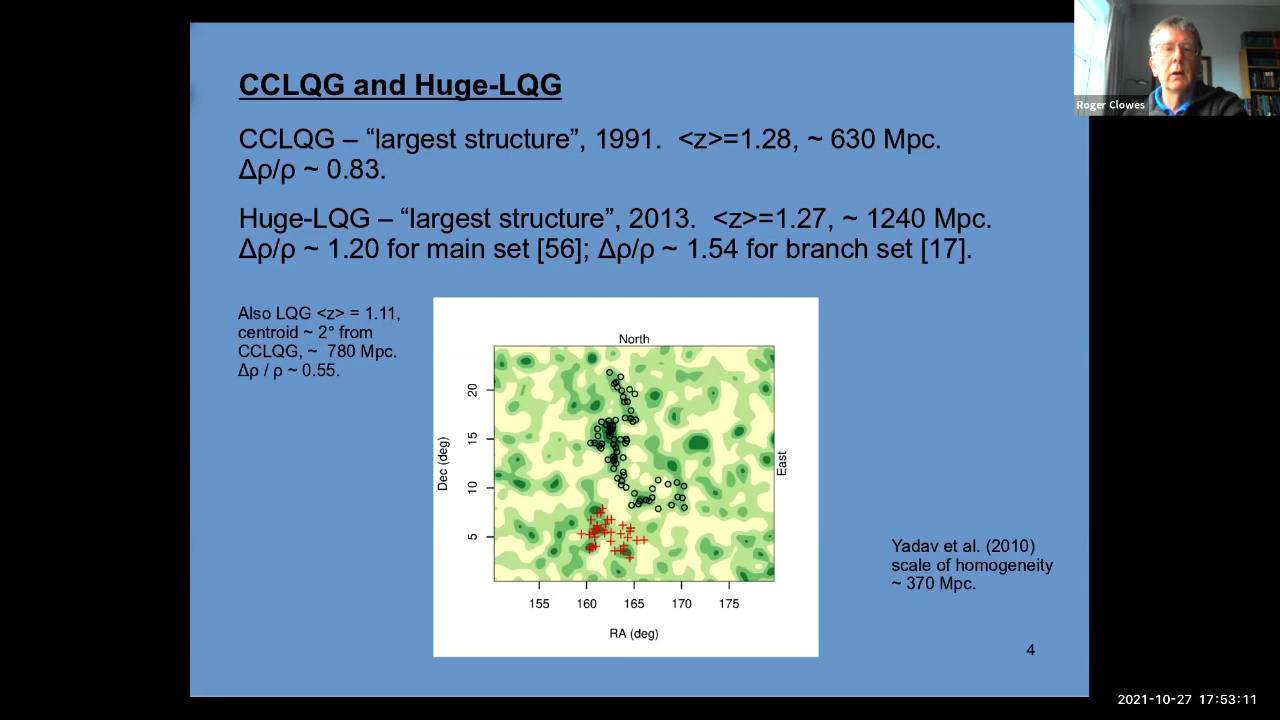 CCLQG and Huge-LQG
CCLQG – “largest structure”, 1991. <z>=1.28, ~ 630 Mpc.
Δρ/ρ ~ 0.83.
Huge-LQG – “largest structure”, 2013. <z>=1.27, ~ 1240 Mpc.
Δρ/ρ ~ 1.20 for main set [56]; Δρ/ρ ~ 1.54 for branch set [17].
Also LQG <z> = 1.11,
centroid ~ 2° from
CCLQG, ~ 780 Mpc.
Δρ / ρ ~ 0.55.
North
Dec (deg)
20
15
10
5
East
155 160 165 170 175
RA (deg)
Yadav et al. (2010)
scale of homogeneity
~ 370 Mpc.
4
Roger Clowes
2021-10-27 17:53:11